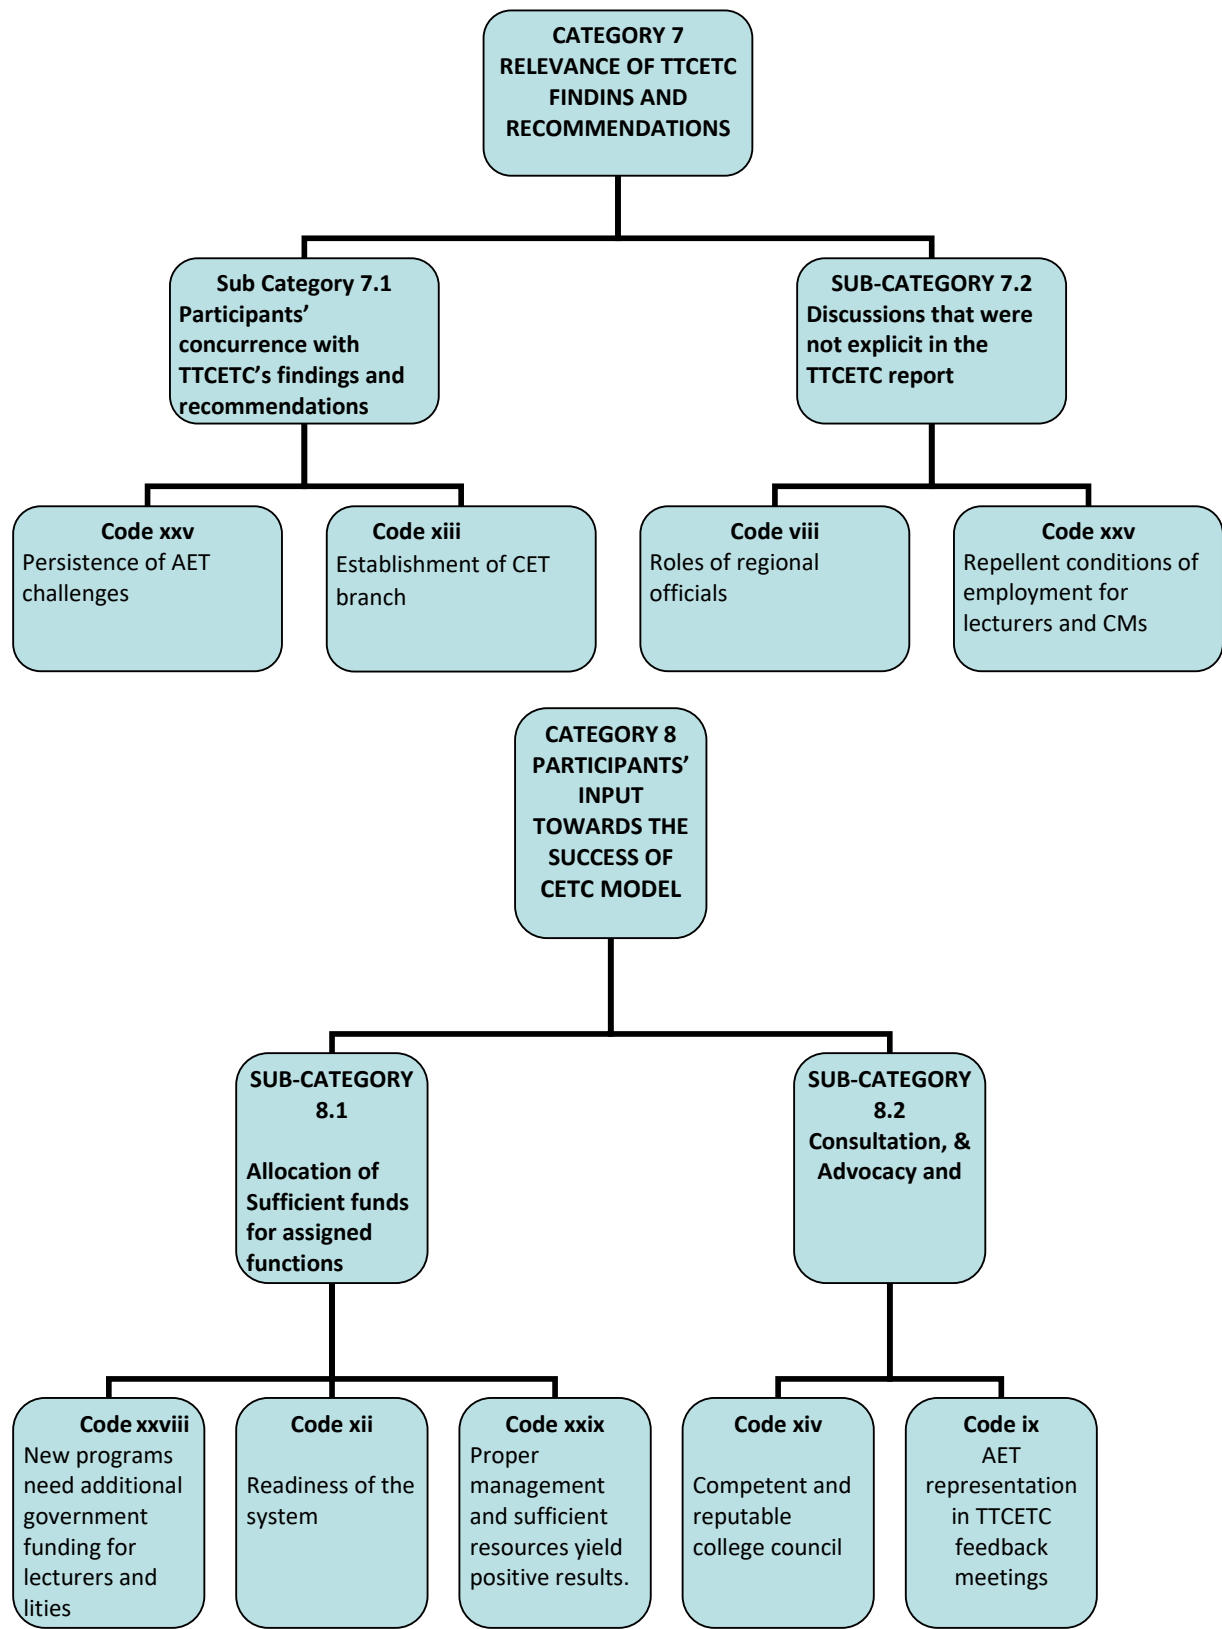 CATEGORY 7
RELEVANCE OF TTCETC
FINDINS AND
RECOMMENDATIONS
Sub Category 7.1
Participants’
concurrence with
TTCETC’s findings and
recommendations
SUB-CATEGORY 7.2
Discussions that were
not explicit in the
TTCETC report
Code xxv
Persistence of AET
challenges
Code xiii
Establishment of CET
branch
Code viii
Roles of regional
officials
Code xxv
Repellent conditions of
employment for
lecturers and CMs
CATEGORY 8
PARTICIPANTS’
INPUT
TOWARDS THE
SUCCESS OF
CETC MODEL
SUB-CATEGORY
8.1
Allocation of
Sufficient funds
for assigned
functions
SUB-CATEGORY
8.2
Consultation, &
Advocacy and
Code xxviii
New programs
need additional
government
funding for
lecturers and
lities
Code xii
Readiness of the
system
Code xxix
Proper
management
and sufficient
resources yield
positive results.
Code xiv
Competent and
reputable
college council
Code ix
AET
representation
in TTCETC
feedback
meetings